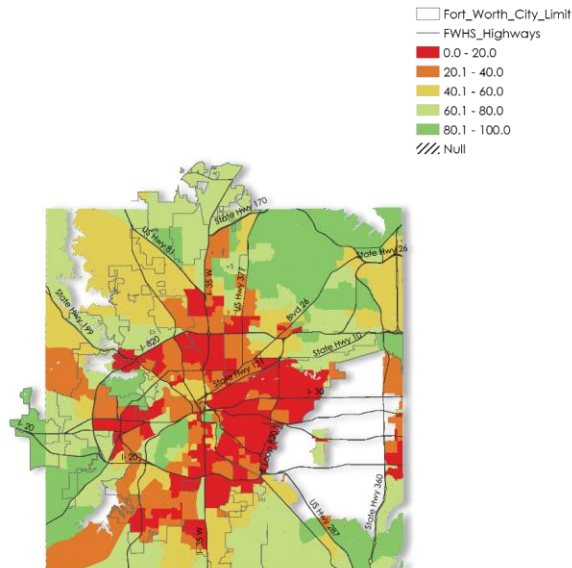 Fort_Worth_City_Limit
FWHS_Highways
0.0 - 20.0
20.1 - 40.0
40.1 - 60.0
60.1 - 80.0
80.1 - 100.0
Null
State Hwy 170
US Hwy 81
State Hwy 26
I- 35 W
US Hwy 377
State Hwy 199
Blvd 26
I- 820
State Hwy 10
State Hwy 121
I- 30
I- 20
I- 20
US Hwy 287
State Hwy 360
I- 35 W